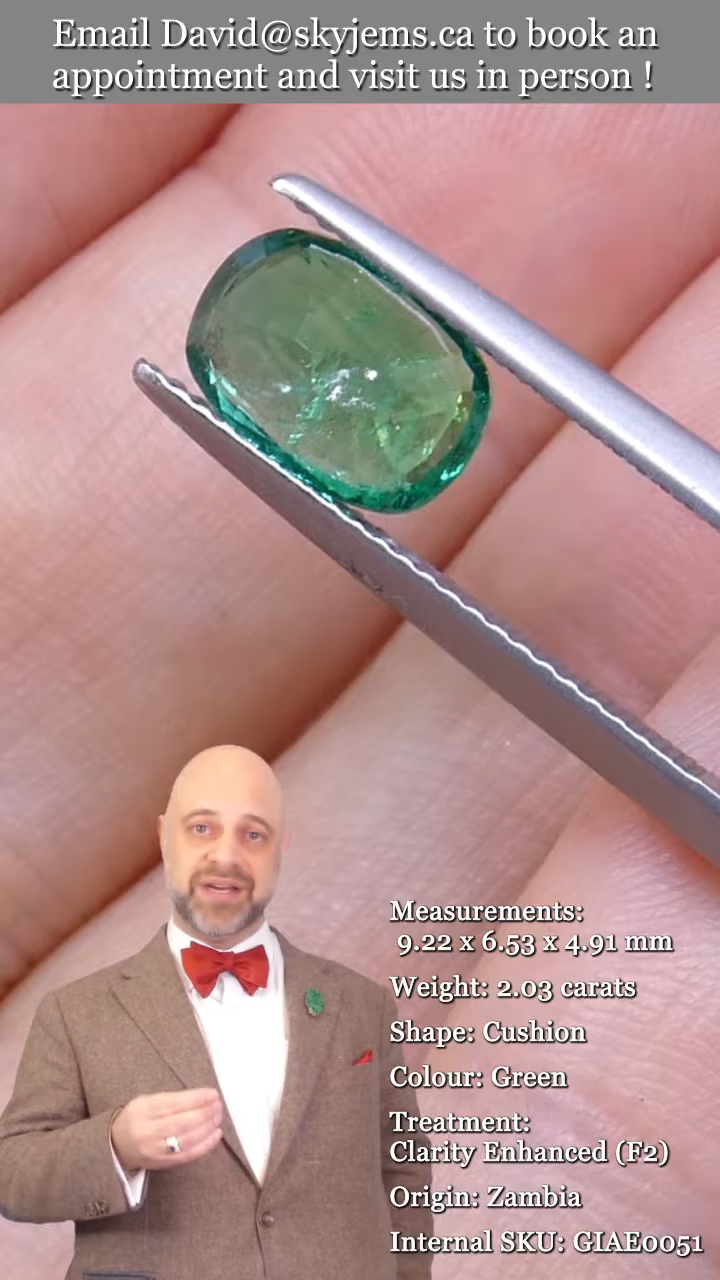 Email David@skyjems.ca to book an
appointment and visit us in person !
Measurements:
9.22 x 6.53 x 4.91 mm
Weight: 2.03 carats
Shape: Cushion
Colour: Green
Treatment:
Clarity Enhanced (F2)
Origin: Zambia
Internal SKU: GIAE0051